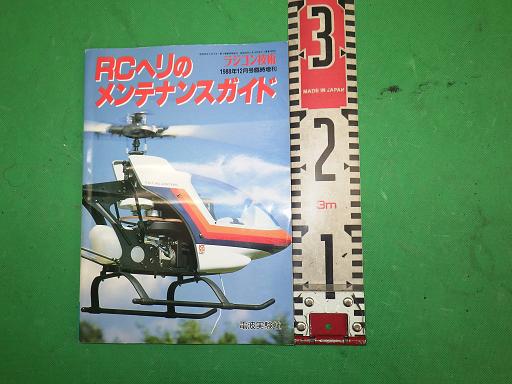 ラジコン技術
1988年12月号臨時増刊
RCヘリの
メンテナンスガイド
電波実験社
3
MADE IN JAPAN
2
3m
1